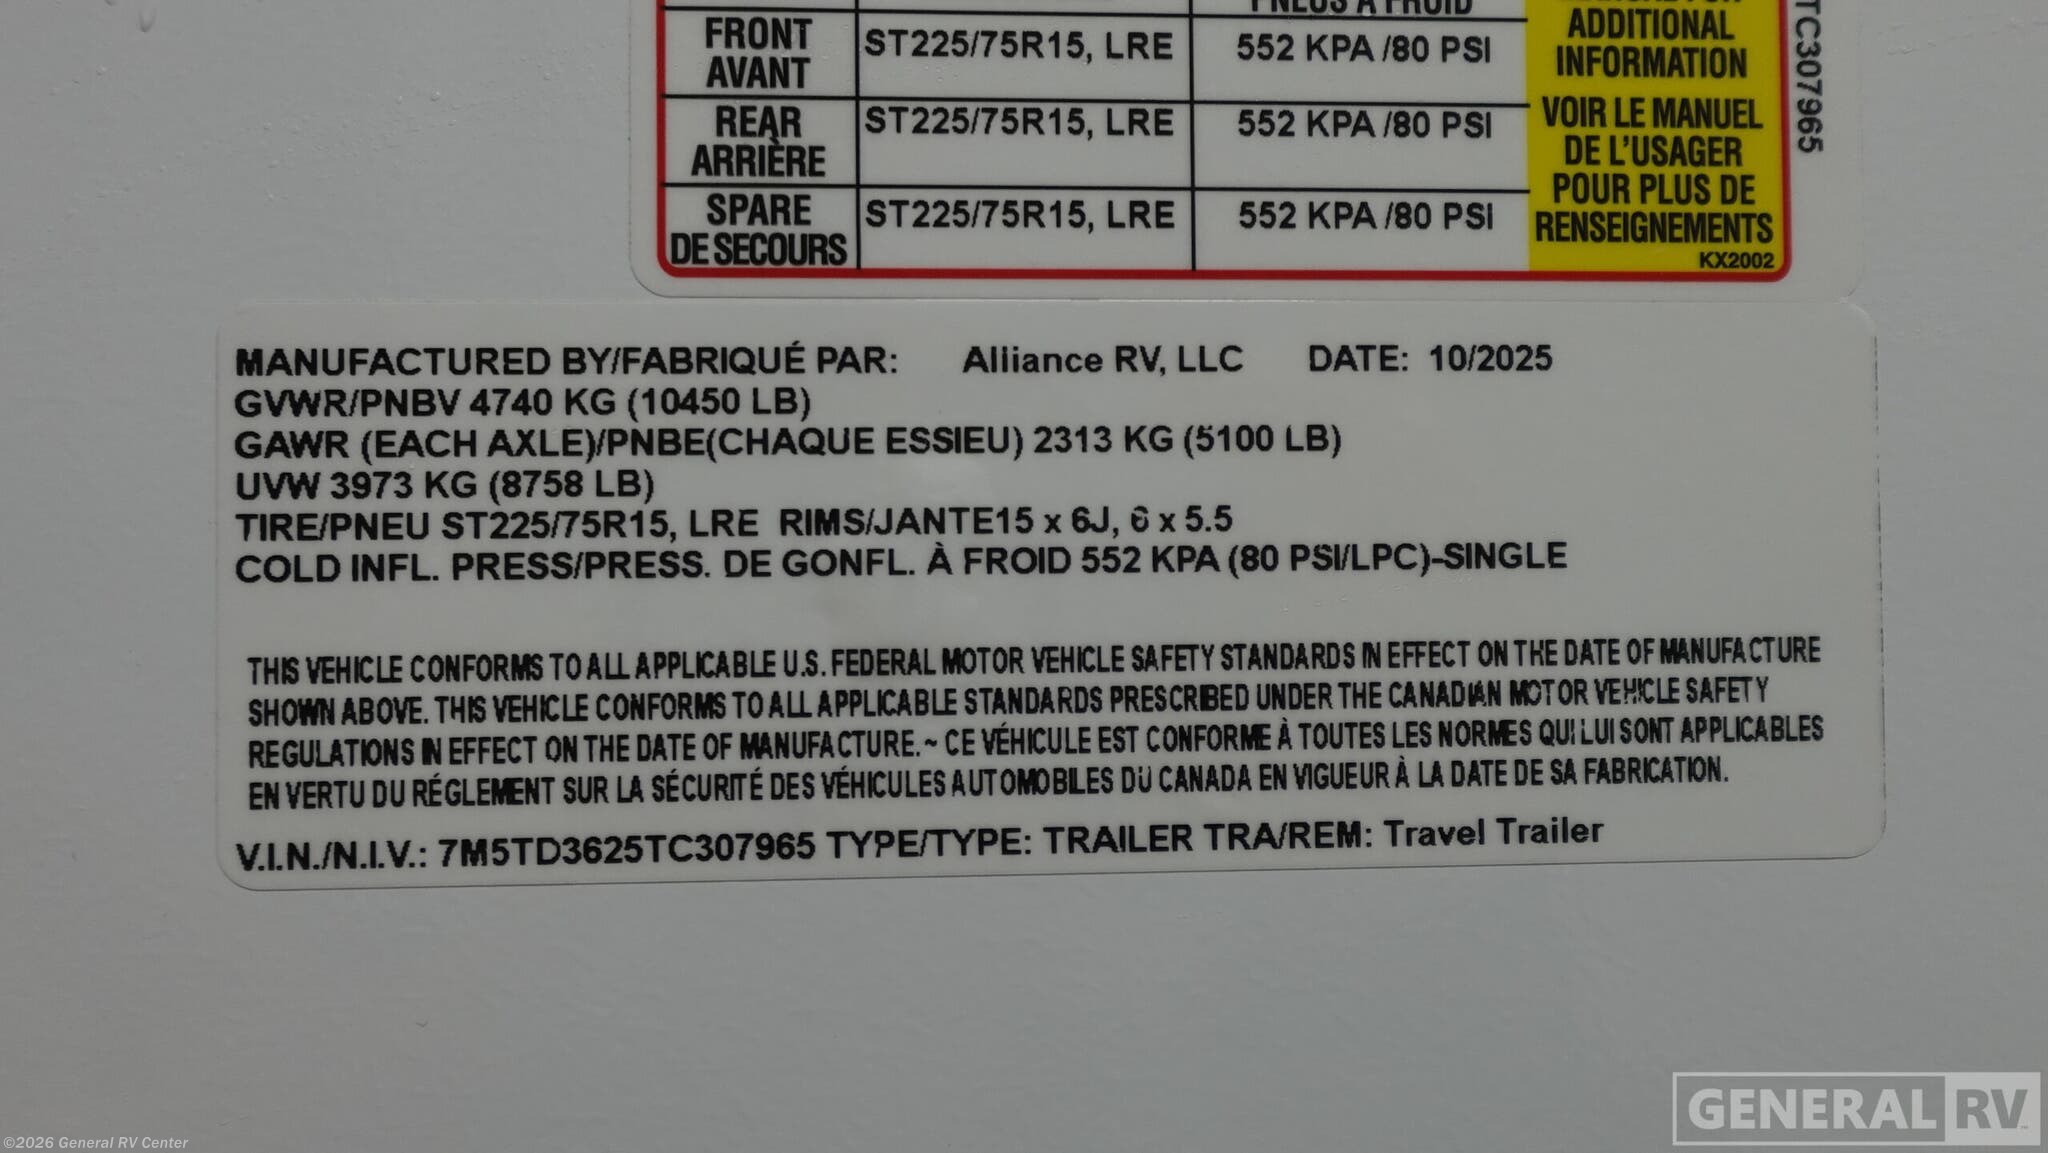 PNEUS À FROID
FRONT
AVANT
ST225/75R15, LRE
552 KPA /80 PSI
REAR
ARRIÈRE
ST225/75R15, LRE
552 KPA /80 PSI
SPARE
DE SECOURS
ST225/75R15, LRE
552 KPA /80 PSI
ADDITIONAL
INFORMATION
VOIR LE MANUEL
DE L'USAGER
POUR PLUS DE
RENSEIGNEMENTS
KX2002
TC307965
MANUFACTURED BY/FABRIQUÉ PAR: Alliance RV, LLC DATE: 10/2025
GVWR/PNBV 4740 KG (10450 LB)
GAWR (EACH AXLE)/PNBE(CHAQUE ESSIEU) 2313 KG (5100 LB)
UVW 3973 KG (8758 LB)
TIRE/PNEU ST225/75R15, LRE RIMS/JANTE15 x 6J, 6 x 5.5
COLD INFL. PRESS/PRESS. DE GONFL. À FROID 552 KPA (80 PSI/LPC)-SINGLE
THIS VEHICLE CONFORMS TO ALL APPLICABLE U.S. FEDERAL MOTOR VEHICLE SAFETY STANDARDS IN EFFECT ON THE DATE OF MANUFACTURE
SHOWN ABOVE. THIS VEHICLE CONFORMS TO ALL APPLICABLE STANDARDS PRESCRIBED UNDER THE CANADIAN MOTOR VEHICLE SAFETY
REGULATIONS IN EFFECT ON THE DATE OF MANUFACTURE. ~ CE VÉHICULE EST CONFORME À TOUTES LES NORMES QUI LUI SONT APPLICABLES
EN VERTU DU RÉGLEMENT SUR LA SÉCURITÉ DES VÉHICULES AUTOMOBILES DU CANADA EN VIGUEUR À LA DATE DE SA FABRICATION.
V.I.N./N.I.V.: 7M5TD3625TC307965 TYPE/TYPE: TRAILER TRA/REM: Travel Trailer
GENERAL RV
©2026 General RV Center